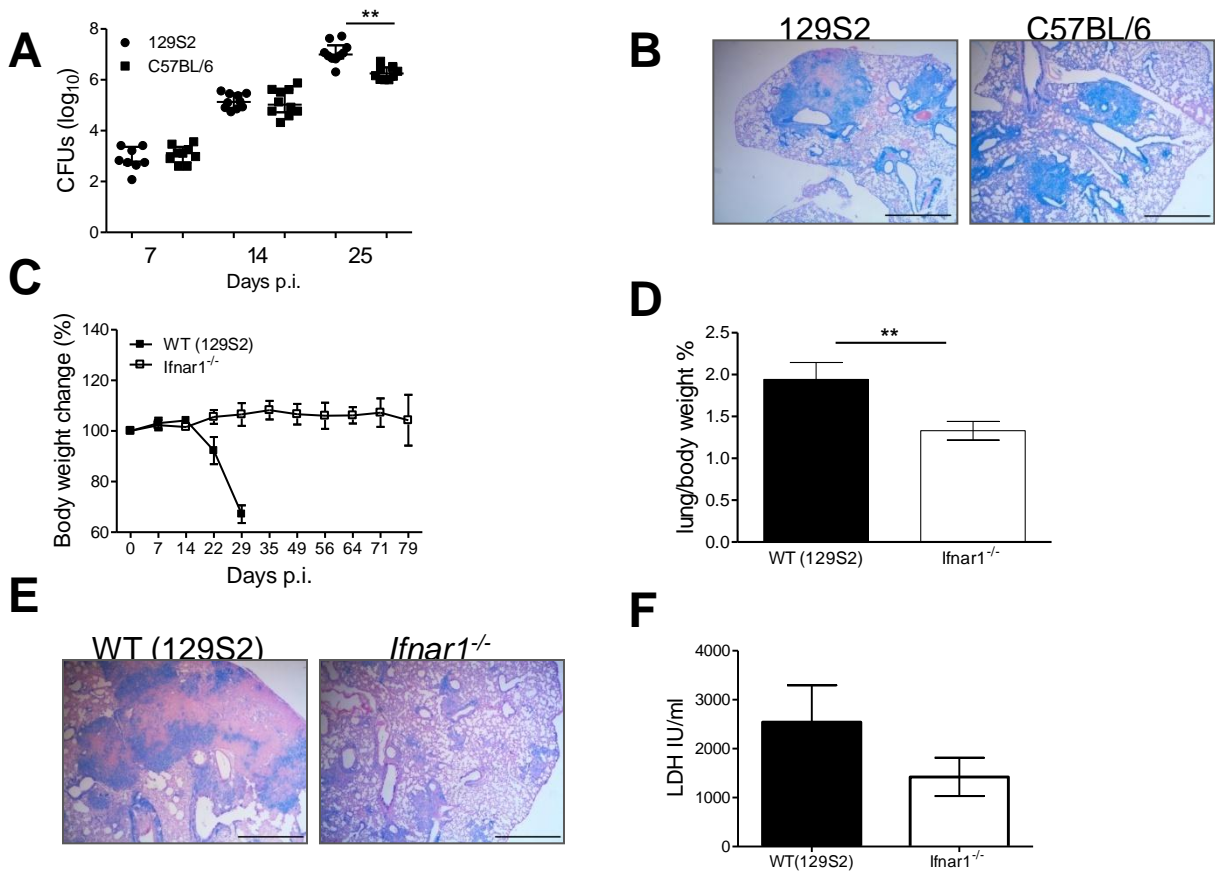 A
8
6
4
2
0
CFUs (log10)
129S2
C57BL/6
**
7 14 25
Days p.i.
B
129S2 C57BL/6
C
140
120
100
80
60
Body weight change (%)
WT (129S2)
Ifnar1-/-
0 7 14 22 29 35 49 56 64 71 79
Days p.i.
D
2.5
2.0
1.5
1.0
0.5
0.0
lung/body weight %
**
WT (129S2) Ifnar1-/-
E
WT (129S2) Ifnar1-/-
F
4000
3000
2000
1000
0
LDH IU/ml
WT(129S2) Ifnar1-/-